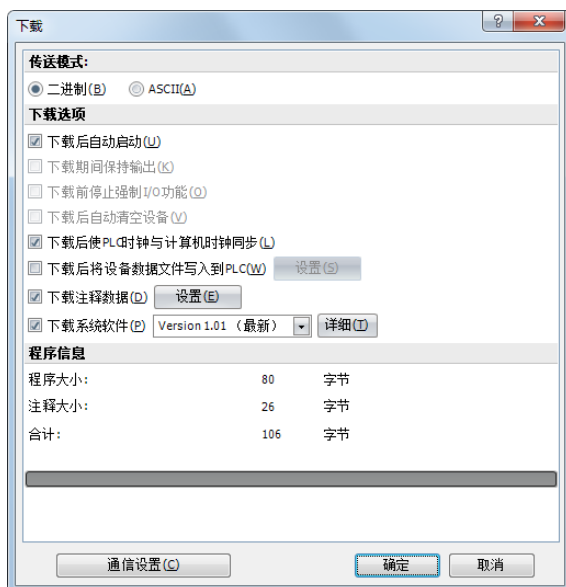 下载
传送模式:
二进制(B) ASCII(A)
下载选项
下载后自动启动(U)
下载期间保持输出(K)
下载前停止强制I/O功能(O)
下载后自动清空设备(V)
下载后使PLC时钟与计算机时钟同步(L)
下载后将设备数据文件写入到PLC(W) 设置(S)
下载注释数据(D) 设置(E)
下载系统软件(P) Version 1.01 （最新） 详细(T)
程序信息
程序大小: 80 字节
注释大小: 26 字节
合计: 106 字节
通信设置(C) 确定 取消